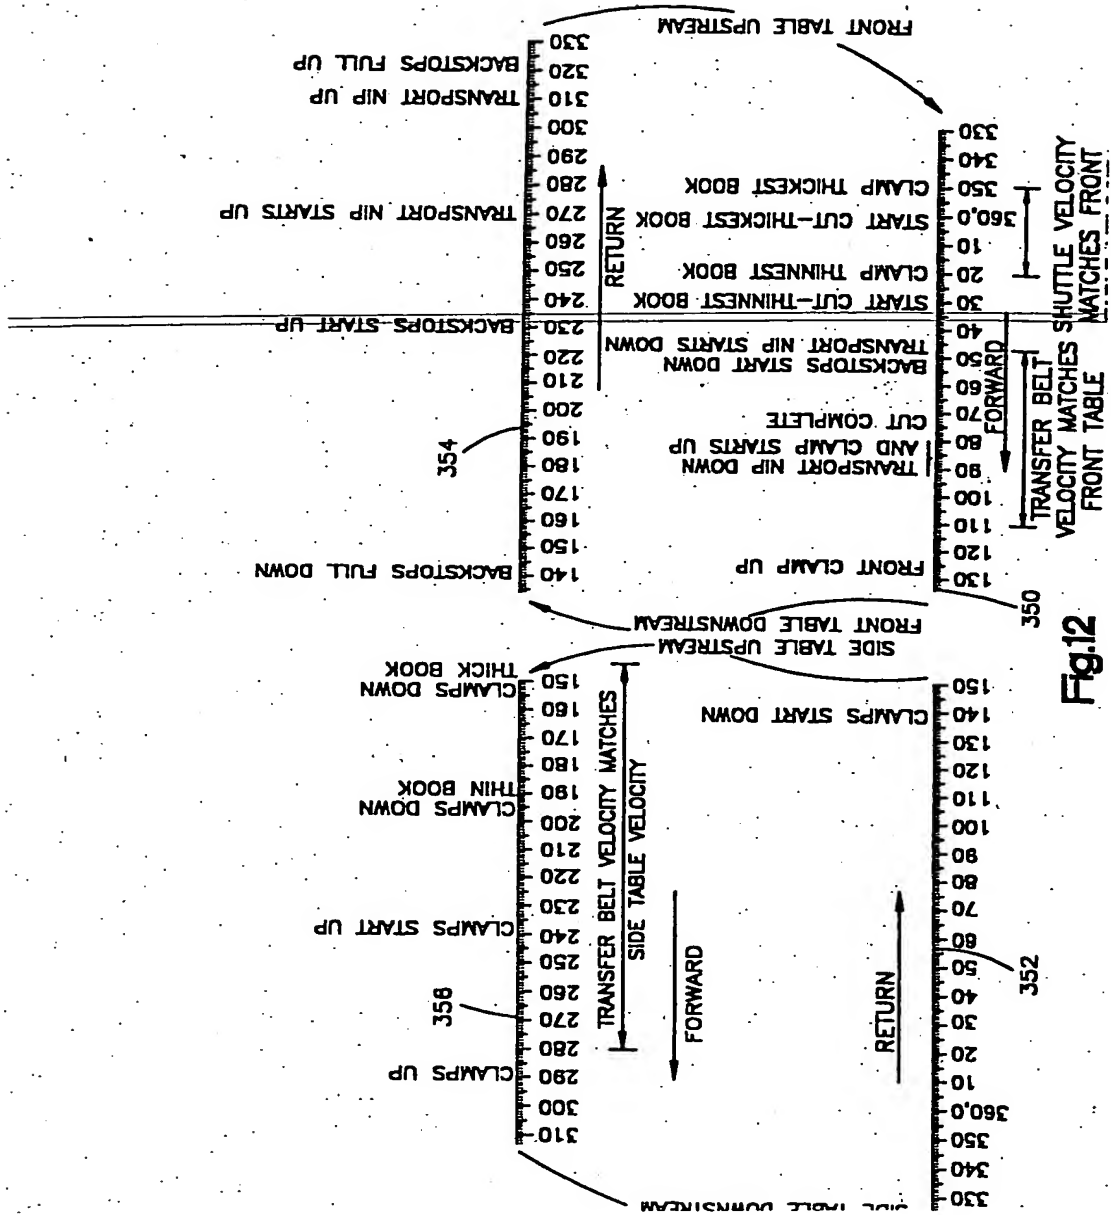 FRONT TABLE UPSTREAM
330
320
310
300
290
280
270
260
250
240
230
220
210
200
190
180
170
160
150
140
BACKSTOPS FULL UP
TRANSPORT NIP UP
TRANSPORT NIP STARTS UP
BACKSTOPS START UP
BACKSTOPS FULL DOWN
RETURN
354
330
340
350
360,0
10
20
30
40
50
60
70
80
90
100
110
120
130
CLAMP THICKEST BOOK
START CUT-THICKEST BOOK
CLAMP THINNEST BOOK
START CUT-THINNEST BOOK
TRANSPORT NIP STARTS DOWN
BACKSTOPS START DOWN
CUT COMPLETE
TRANSPORT NIP DOWN
AND CLAMP STARTS UP
FRONT CLAMP UP
FORWARD
SHUTTLE VELOCITY
MATCHES FRONT
TRANSFER BELT
VELOCITY MATCHES
FRONT TABLE
350
FRONT TABLE DOWNSTREAM
SIDE TABLE UPSTREAM
Fig.12
150
160
170
180
190
200
210
220
230
240
250
260
270
280
290
300
310
CLAMPS DOWN
THICK BOOK
CLAMPS DOWN
THIN BOOK
CLAMPS START UP
CLAMPS UP
TRANSFER BELT VELOCITY MATCHES
SIDE TABLE VELOCITY
FORWARD
356
150
140
130
120
110
100
90
80
70
60
50
40
30
20
10
360,0
350
340
330
CLAMPS START DOWN
RETURN
352
SIDE TABLE DOWNSTREAM